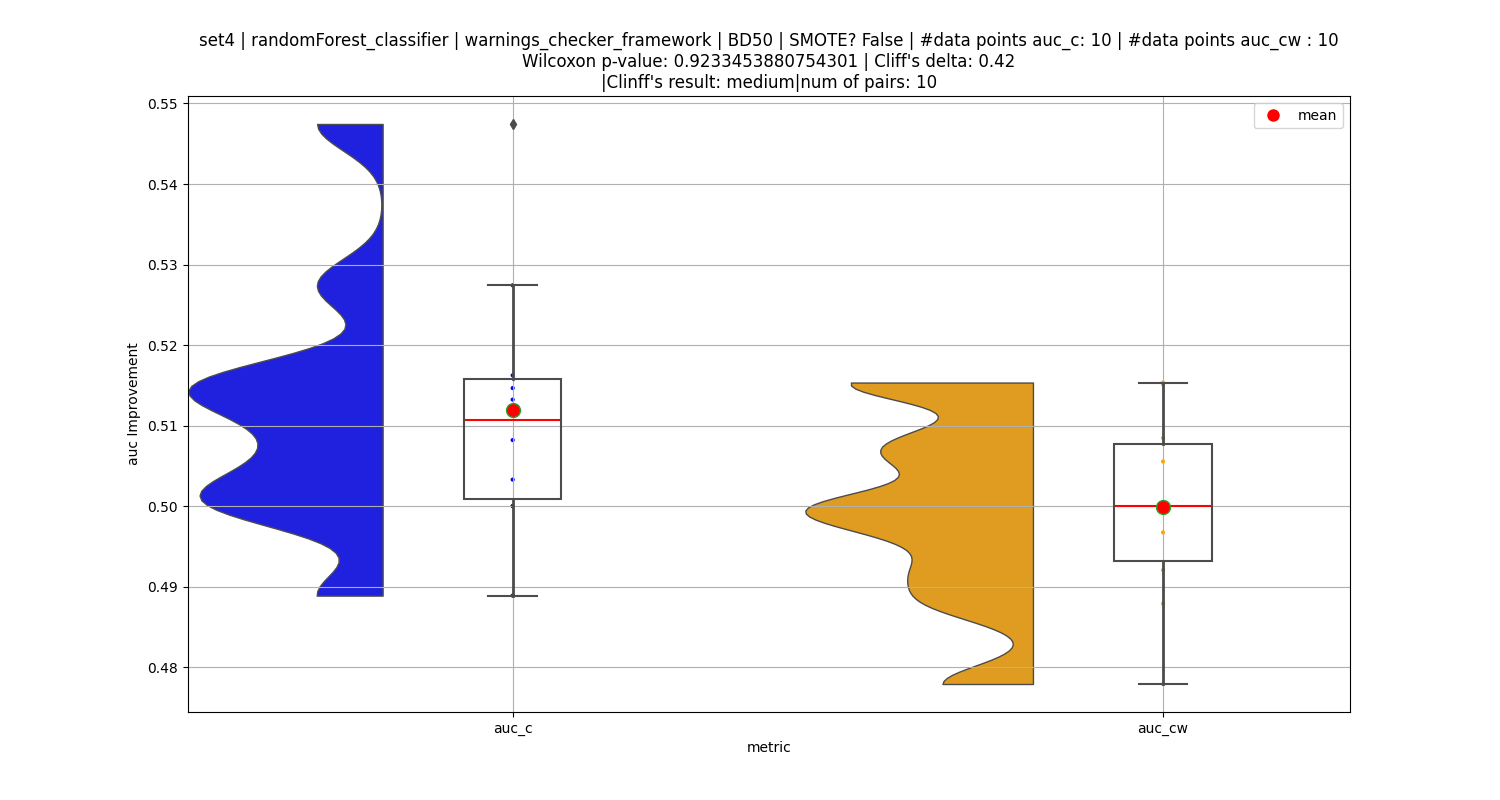 set4 | randomForest_classifier | warnings_checker_framework | BD50 | SMOTE? False | #data points auc_c: 10 | #data points auc_cw : 10
Wilcoxon p-value: 0.9233453880754301 | Cliff's delta: 0.42
|Clinff's result: medium|num of pairs: 10
mean
0.55
0.54
0.53
0.52
0.51
0.50
0.49
0.48
auc Improvement
auc_c
auc_cw
metric